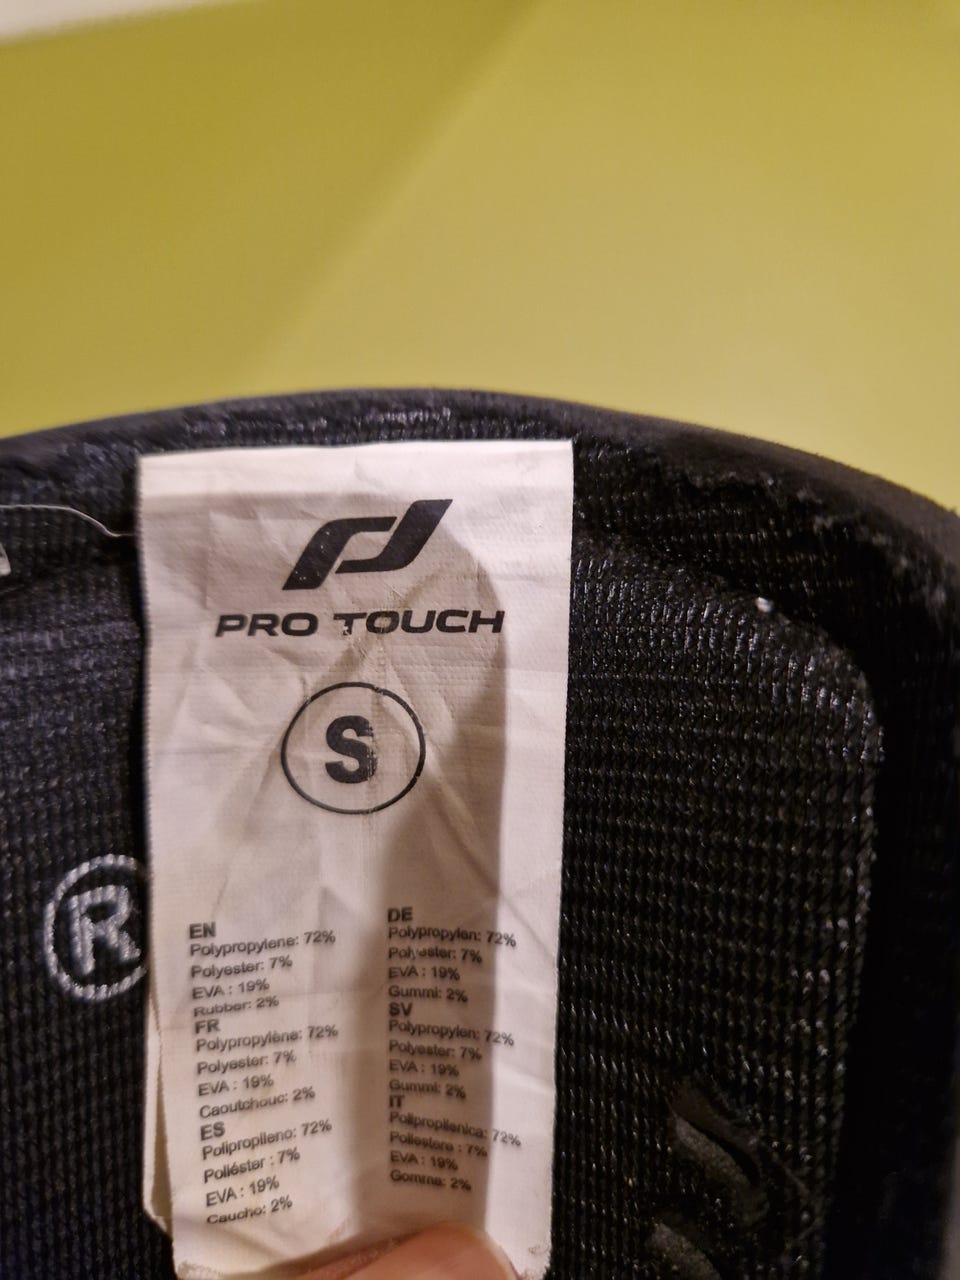 PRO TOUCH
S
EN
Polypropylene: 72%
Polyester: 7%
EVA : 19%
Rubber: 2%
FR
Polypropylène: 72%
Polyester: 7%
EVA : 19%
Caoutchouc: 2%
ES
Polipropileno: 72%
Poliéster : 7%
EVA : 19%
Caucho: 2%
DE
Polypropylen: 72%
Polyester: 7%
EVA : 19%
Gummi: 2%
SV
Polypropylen: 72%
Polyester: 7%
EVA : 19%
Gummi: 2%
IT
Polipropilenica: 72%
Poliestere : 7%
EVA : 19%
Gomma: 2%
®